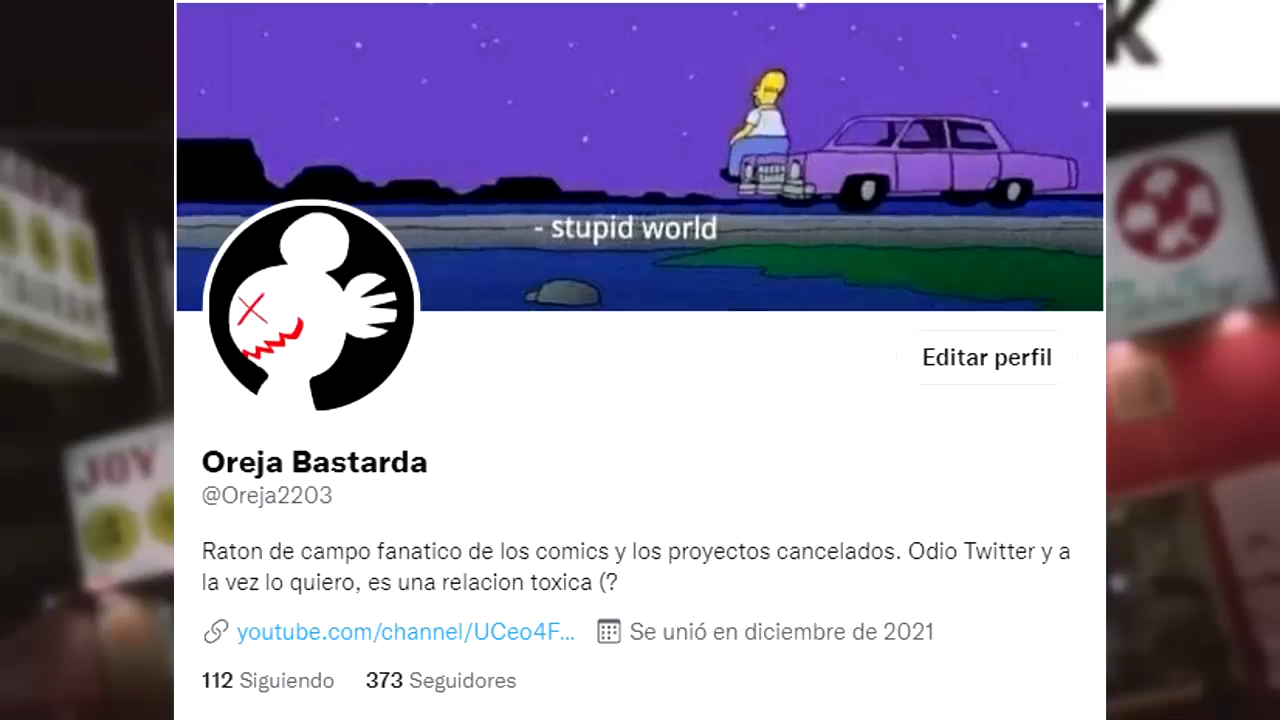 - stupid world
Editar perfil
Oreja Bastarda
@Oreja2203
Raton de campo fanatico de los comics y los proyectos cancelados. Odio Twitter y a
la vez lo quiero, es una relacion toxica (?
youtube.com/channel/UCeo4F...
Se unió en diciembre de 2021
112 Siguiendo 373 Seguidores
JOY
K